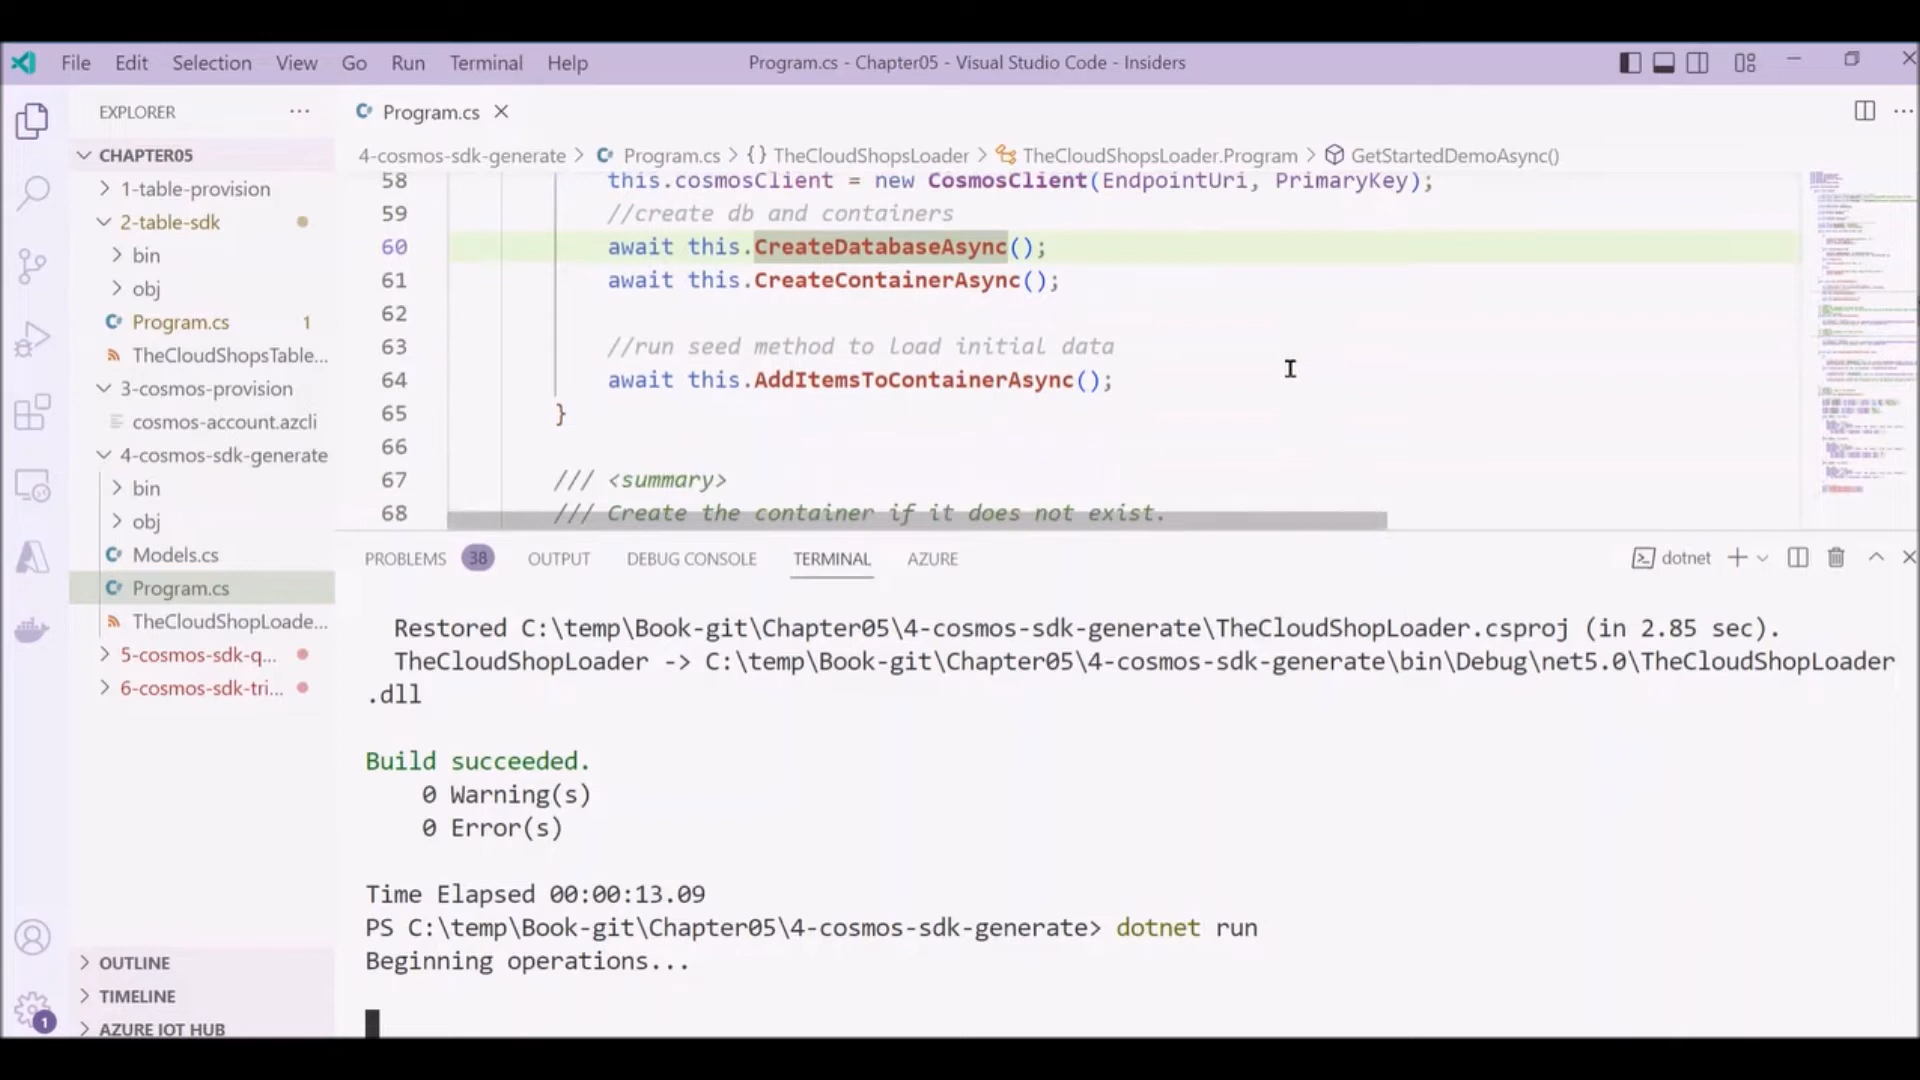 File Edit Selection View Go Run Terminal Help
Program.cs - Chapter05 - Visual Studio Code - Insiders
EXPLORER
CHAPTER05
1-table-provision
2-table-sdk
bin
obj
Program.cs 1
TheCloudShopsTable...
3-cosmos-provision
cosmos-account.azcli
4-cosmos-sdk-generate
bin
obj
Models.cs
Program.cs
TheCloudShopLoade...
5-cosmos-sdk-q...
6-cosmos-sdk-tri...
OUTLINE
TIMELINE
AZURE IOT HUB
1
Program.cs
4-cosmos-sdk-generate > Program.cs > {} TheCloudShopsLoader > TheCloudShopsLoader.Program > GetStartedDemoAsync()
58 this.cosmosClient = new CosmosClient(EndpointUri, PrimaryKey);
59 //create db and containers
60 await this.CreateDatabaseAsync();
61 await this.CreateContainerAsync();
62
63 //run seed method to load initial data
64 await this.AddItemsToContainerAsync();
65 }
66
67 /// <summary>
68 /// Create the container if it does not exist.
PROBLEMS 38 OUTPUT DEBUG CONSOLE TERMINAL AZURE
dotnet
Restored C:\temp\Book-git\Chapter05\4-cosmos-sdk-generate\TheCloudShopLoader.csproj (in 2.85 sec).
TheCloudShopLoader -> C:\temp\Book-git\Chapter05\4-cosmos-sdk-generate\bin\Debug\net5.0\TheCloudShopLoader
.dll
Build succeeded.
0 Warning(s)
0 Error(s)
Time Elapsed 00:00:13.09
PS C:\temp\Book-git\Chapter05\4-cosmos-sdk-generate> dotnet run
Beginning operations...